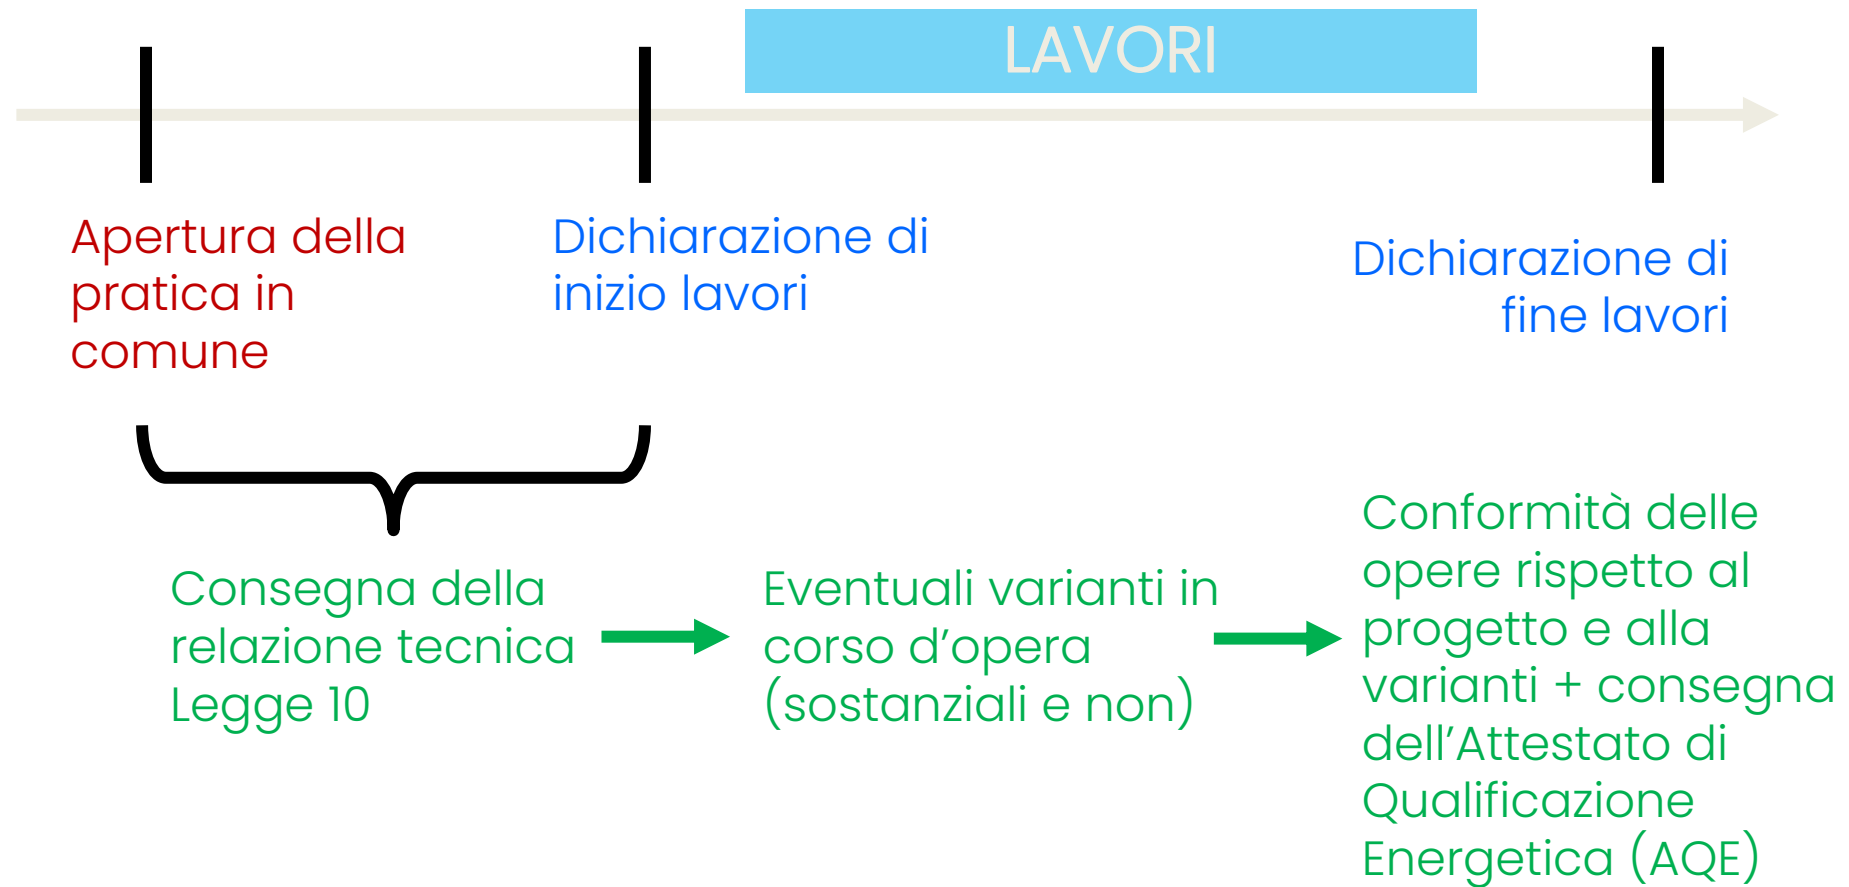 LAVORI
Apertura della
pratica in
comune
Dichiarazione di
inizio lavori
Dichiarazione di
fine lavori
Consegna della
relazione tecnica
Legge 10
Eventuali varianti in
corso d’opera
(sostanziali e non)
Conformità delle
opere rispetto al
progetto e alla
varianti + consegna
dell’Attestato di
Qualificazione
Energetica (AQE)